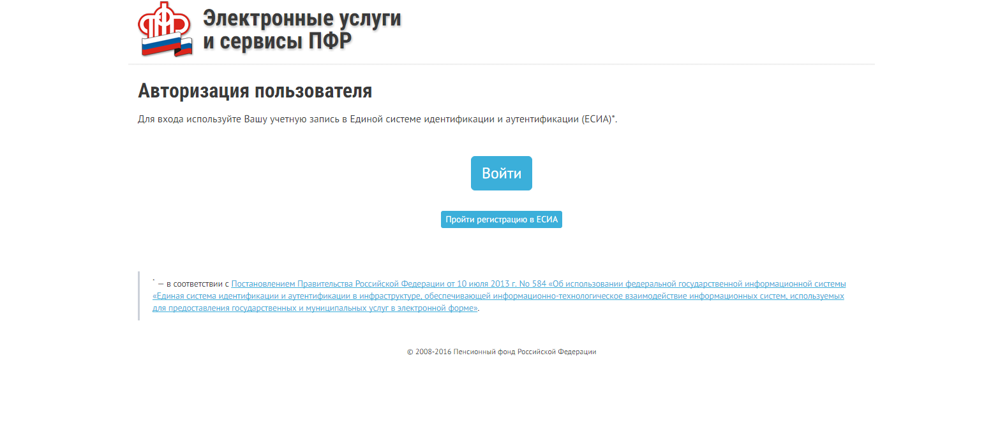 Электронные услуги
и сервисы ПФР
Авторизация пользователя
Для входа используйте Вашу учетную запись в Единой системе идентификации и аутентификации (ЕСИА)*.
Войти
Пройти регистрацию в ЕСИА
* — в соответствии с Постановлением Правительства Российской Федерации от 10 июля 2013 г. No 584 «Об использовании федеральной государственной информационной системы
«Единая система идентификации и аутентификации в инфраструктуре, обеспечивающей информационно-технологическое взаимодействие информационных систем, используемых
для предоставления государственных и муниципальных услуг в электронной форме».
© 2008-2016 Пенсионный фонд Российской Федерации